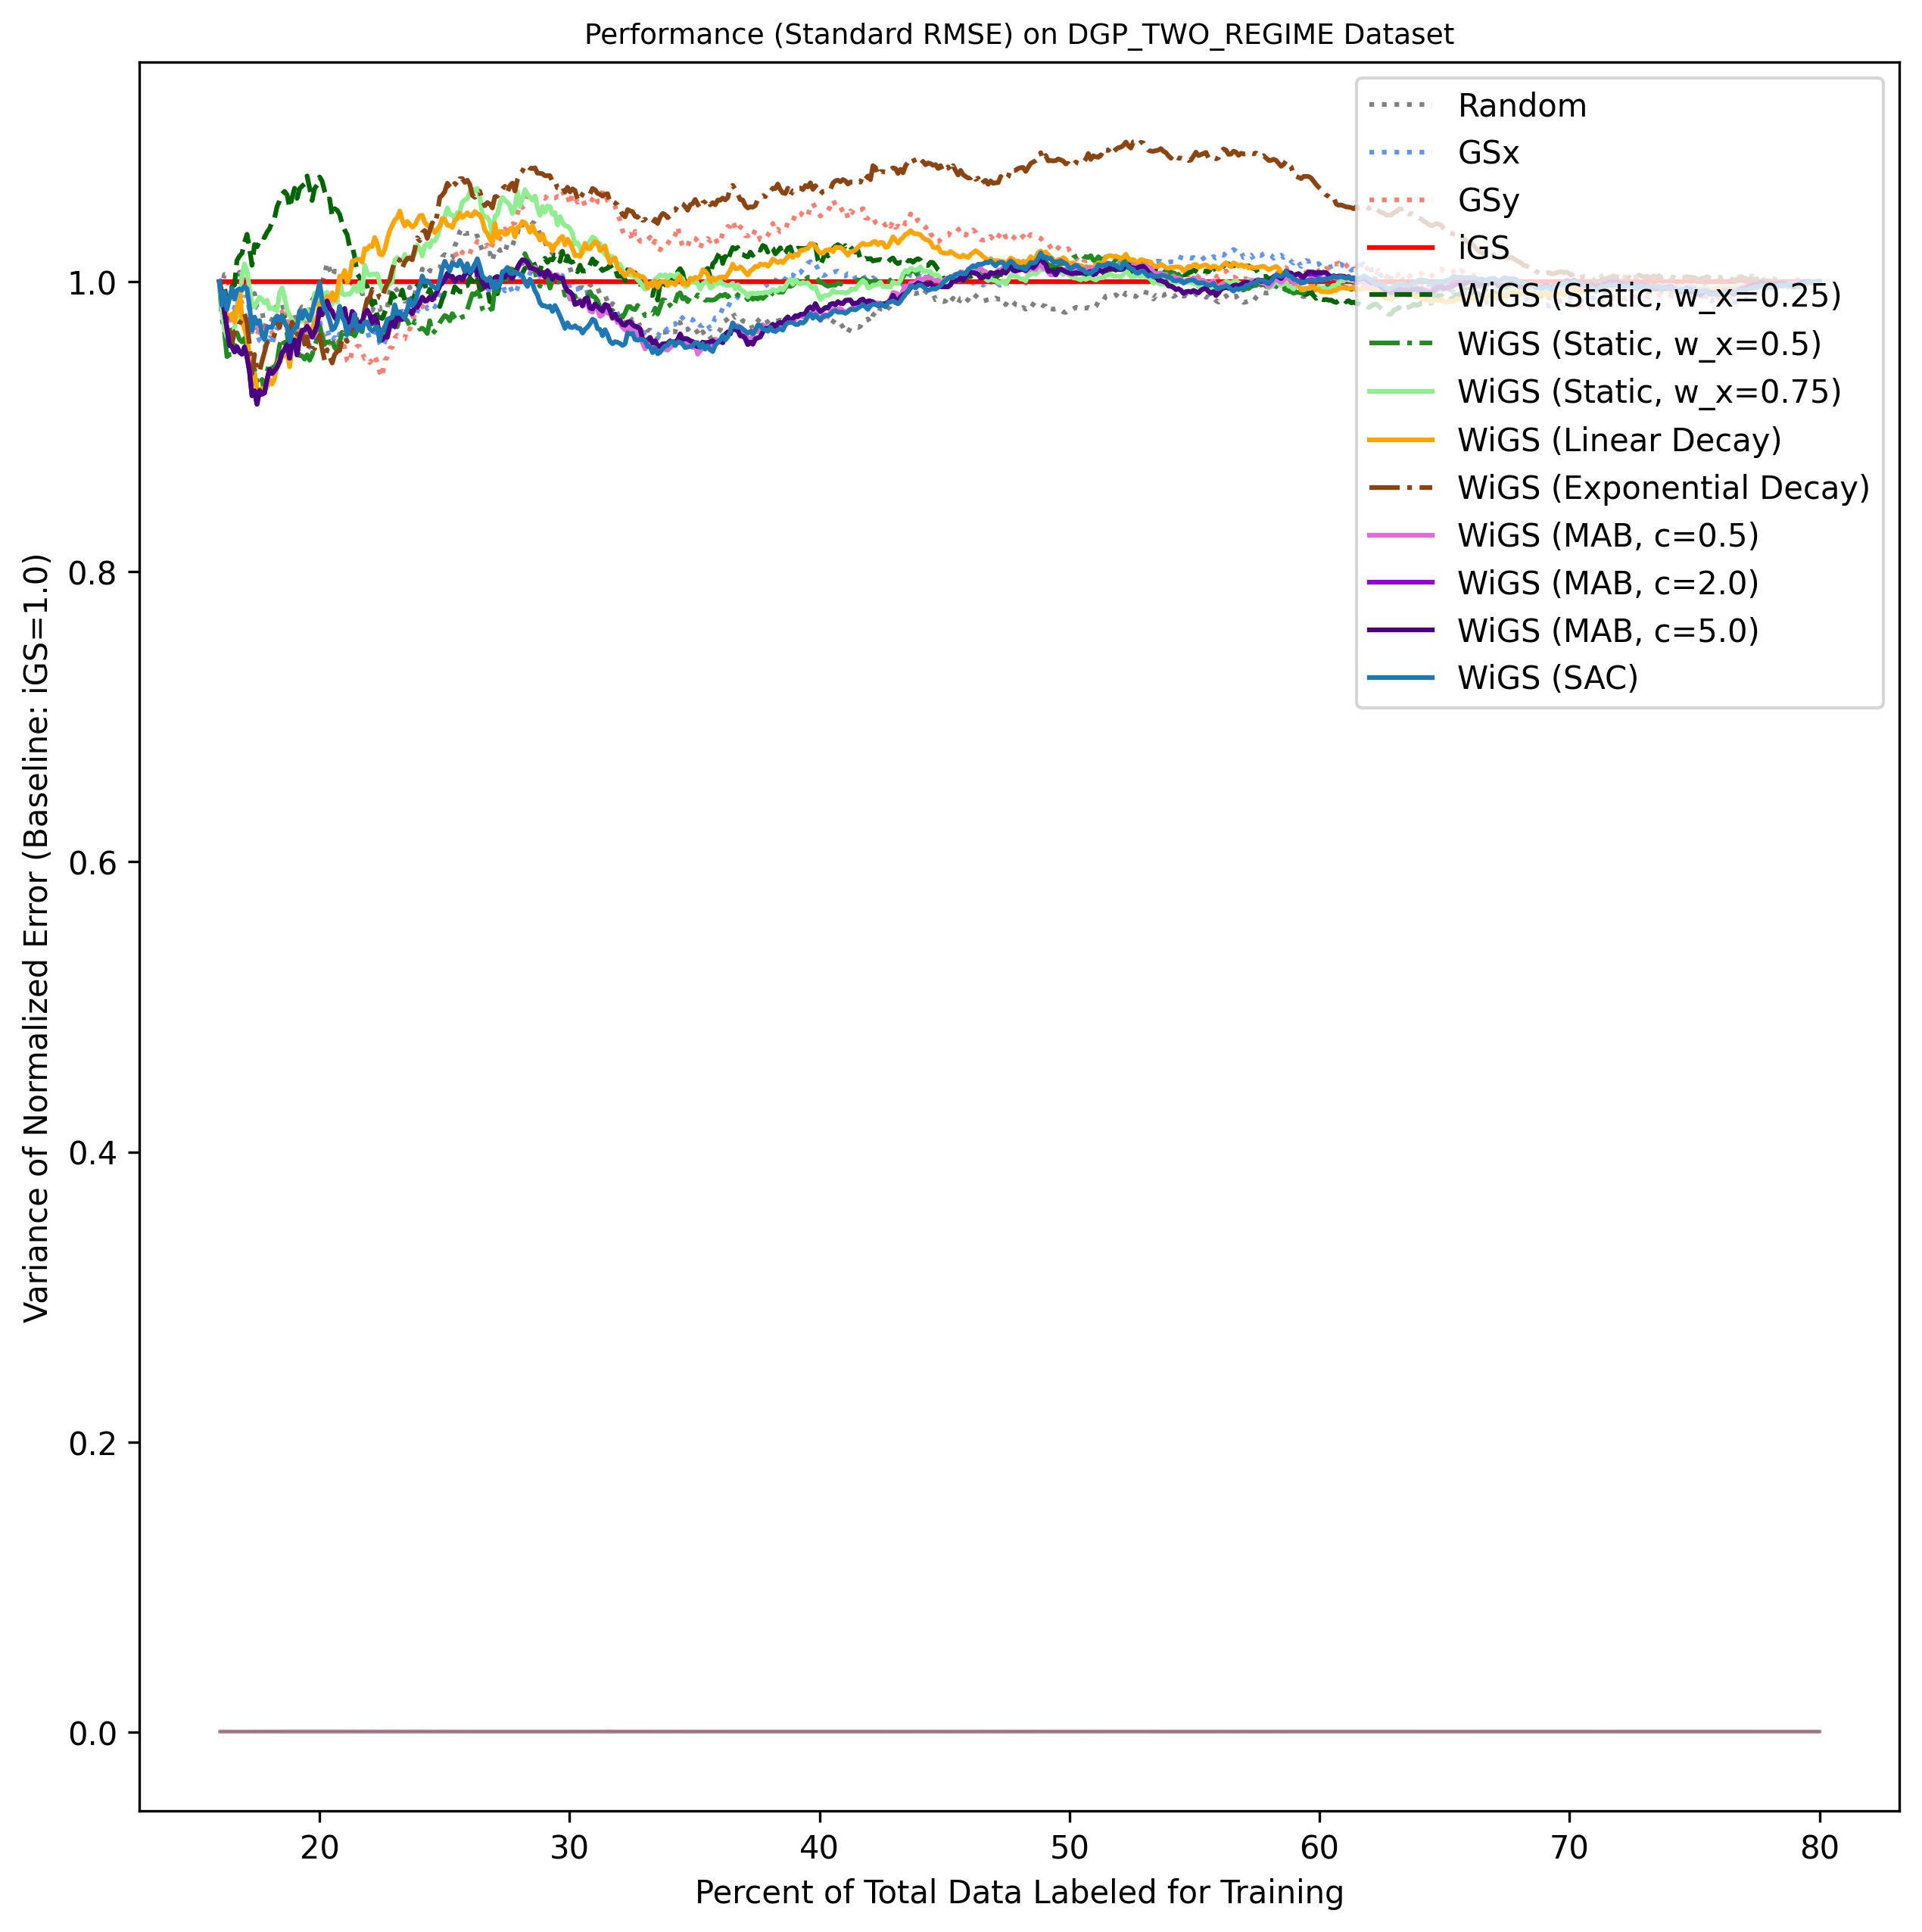 Performance (Standard RMSE) on DGP_TWO_REGIME Dataset
Variance of Normalized Error (Baseline: iGS=1.0)
1.0
0.8
0.6
0.4
0.2
0.0
Random
GSx
GSy
iGS
WiGS (Static, w_x=0.25)
WiGS (Static, w_x=0.5)
WiGS (Static, w_x=0.75)
WiGS (Linear Decay)
WiGS (Exponential Decay)
WiGS (MAB, c=0.5)
WiGS (MAB, c=2.0)
WiGS (MAB, c=5.0)
WiGS (SAC)
20 30 40 50 60 70 80
Percent of Total Data Labeled for Training